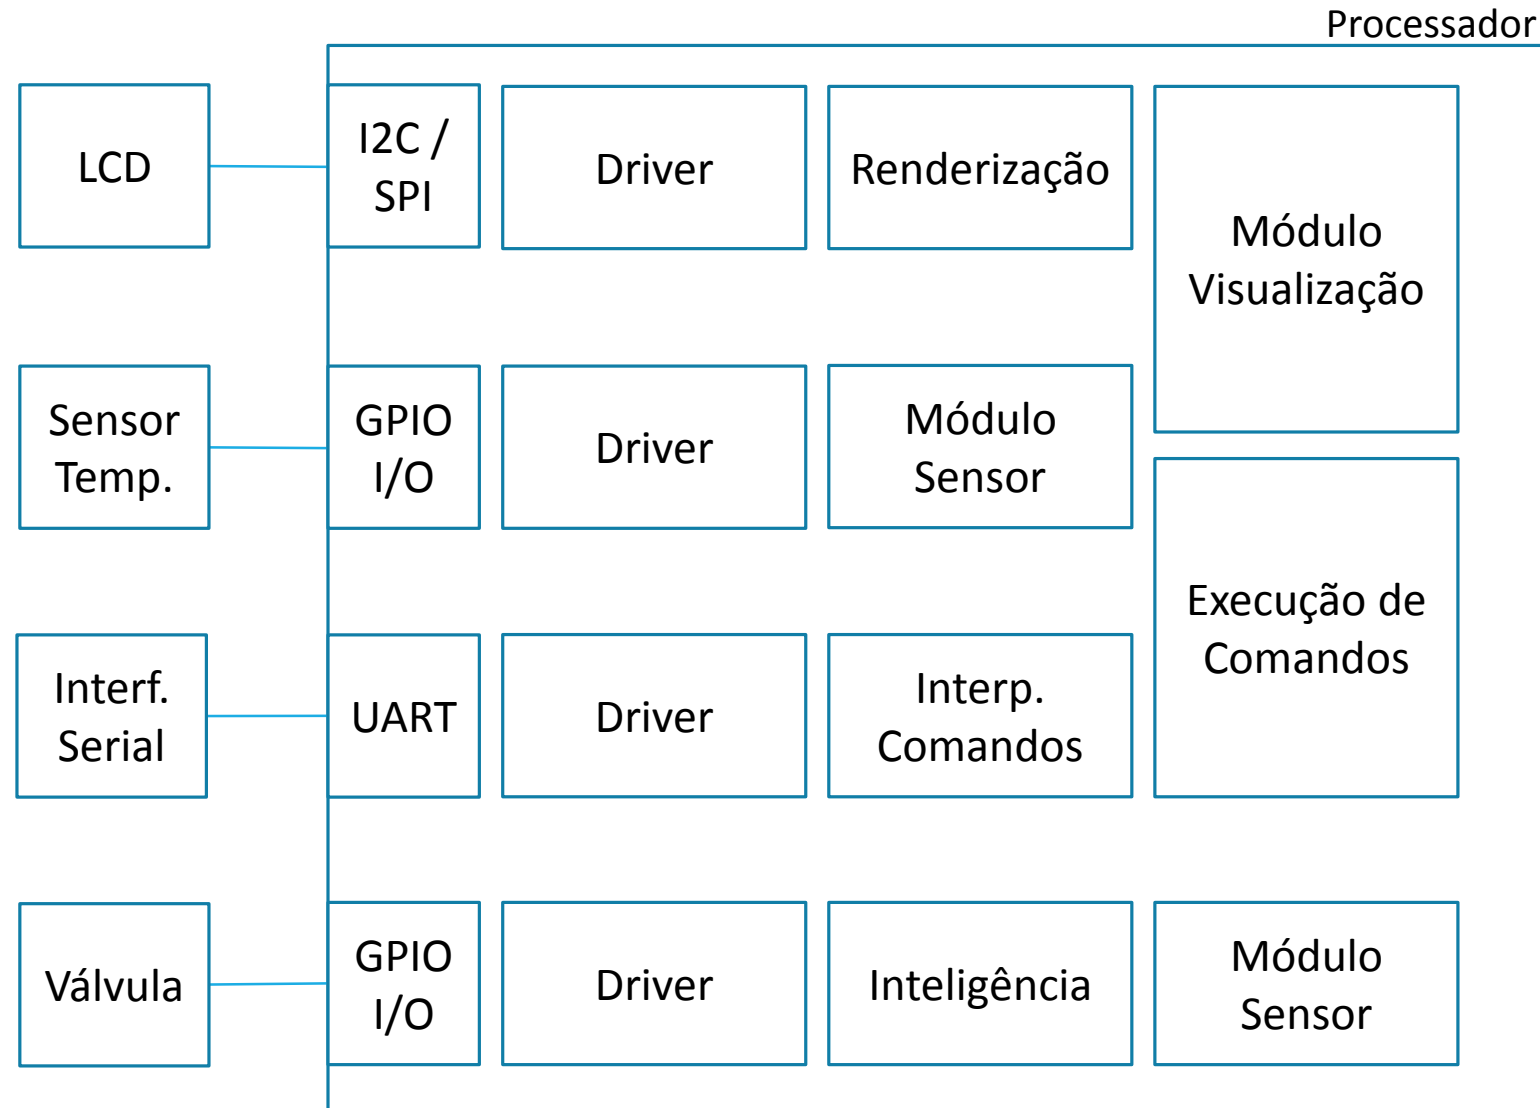 Processador
LCD
I2C /
SPI
Driver
Renderização
Módulo
Visualização
Sensor
Temp.
GPIO
I/O
Driver
Módulo
Sensor
Execução de
Comandos
Interf.
Serial
UART
Driver
Interp.
Comandos
Válvula
GPIO
I/O
Driver
Inteligência
Módulo
Sensor